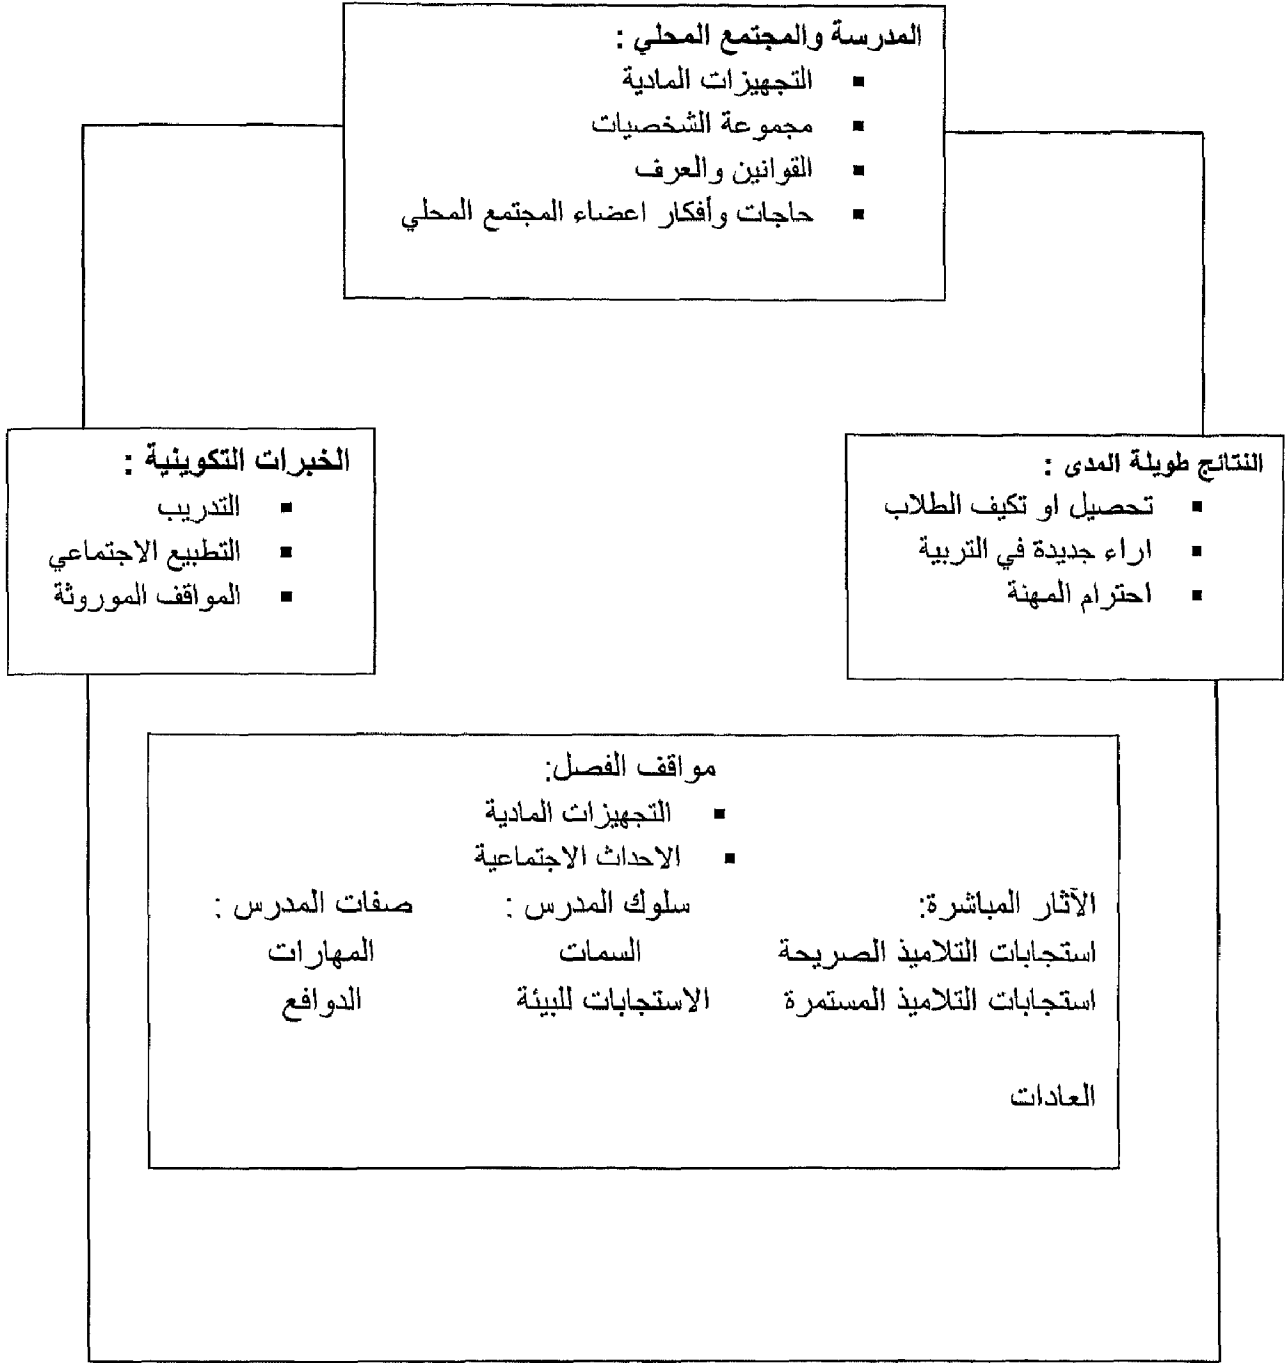 المدرسة والمجتمع المحلي :
▪ التجهيزات المادية
▪ مجموعة الشخصيات
▪ القوانين والعرف
▪ حاجات وأفكار اعضاء المجتمع المحلي
النتائج طويلة المدى :
▪ تحصيل او تكيف الطلاب
▪ اراء جديدة في التربية
▪ احترام المهنة
الخبرات التكوينية :
▪ التدريب
▪ التطبيع الاجتماعي
▪ المواقف الموروثة
مواقف الفصل:
▪ التجهيزات المادية
▪ الاحداث الاجتماعية
الآثار المباشرة: سلوك المدرس : صفات المدرس :
استجابات التلاميذ الصريحة السمات المهارات
استجابات التلاميذ المستمرة الاستجابات للبيئة الدوافع
العادات